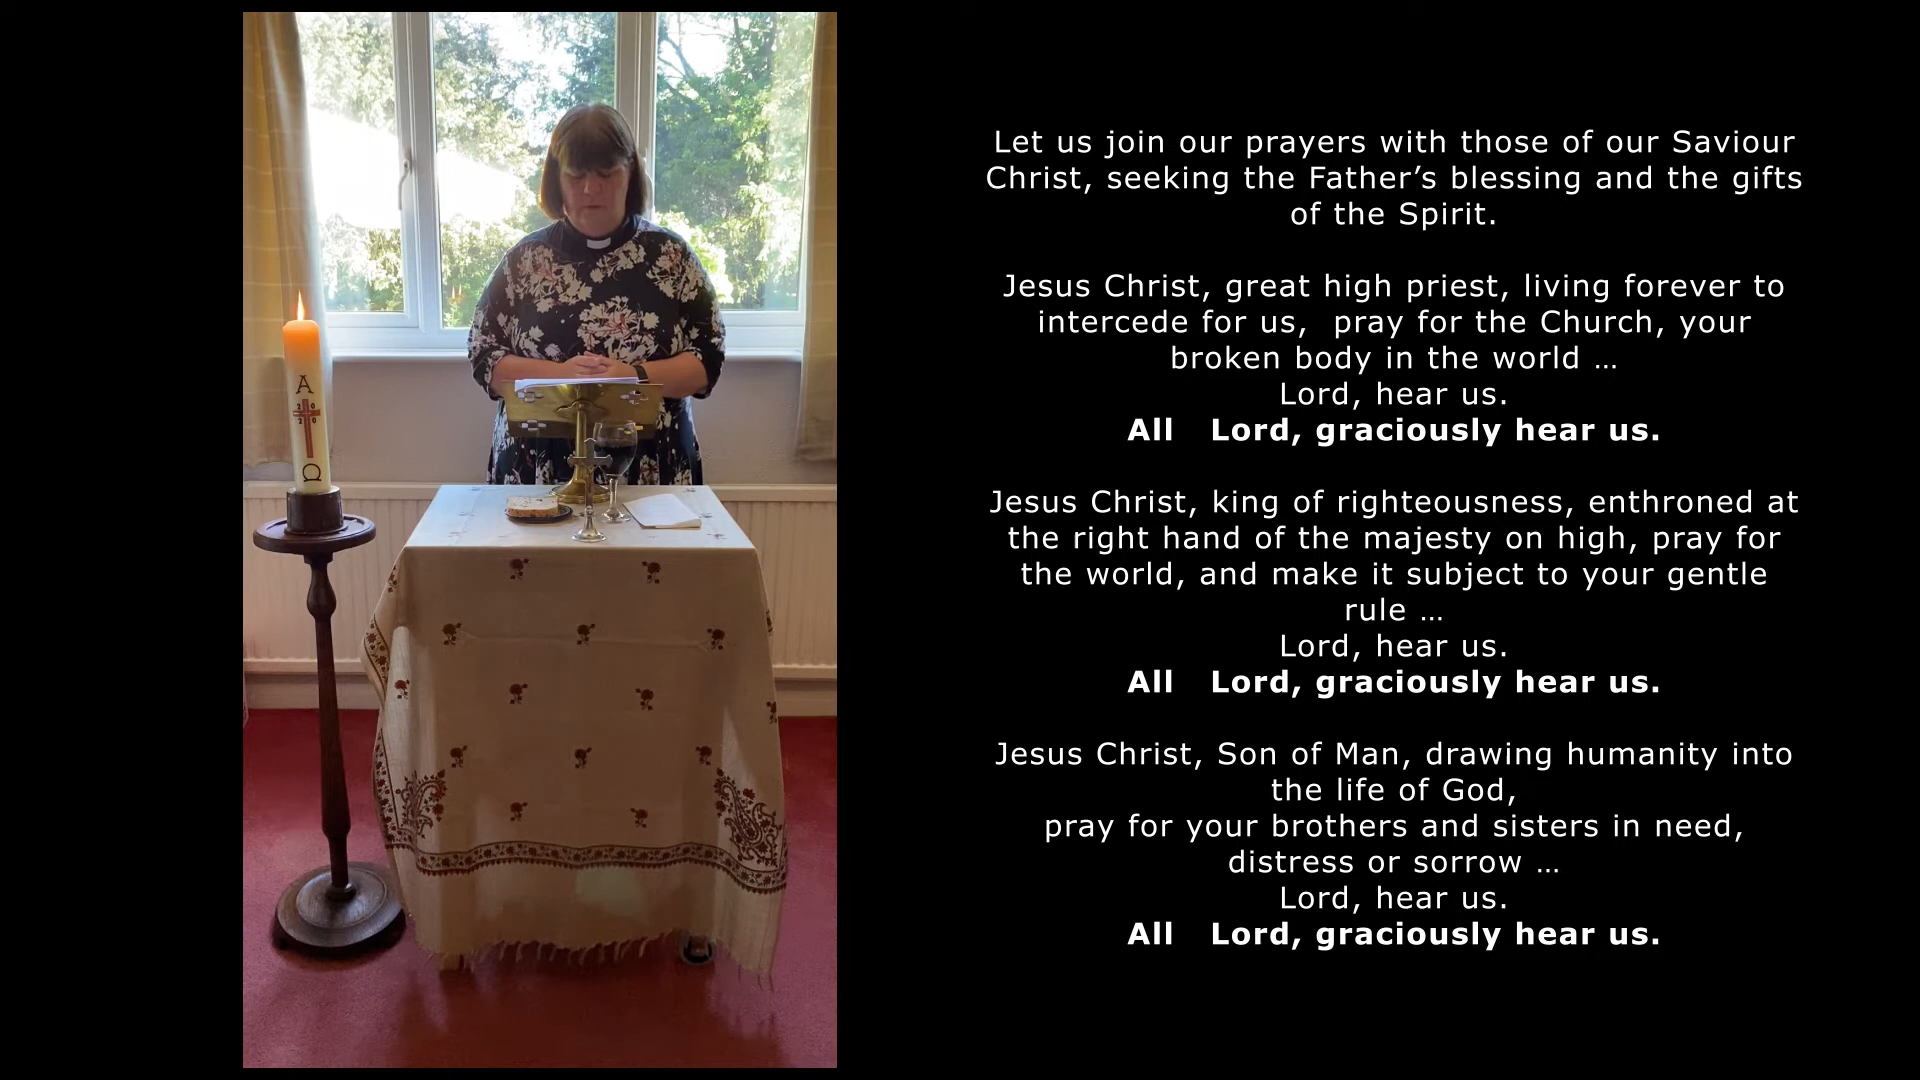 Α
2 0
2 0
Ω
Let us join our prayers with those of our Saviour
Christ, seeking the Father’s blessing and the gifts
of the Spirit.
Jesus Christ, great high priest, living forever to
intercede for us,  pray for the Church, your
broken body in the world …
Lord, hear us.
All   Lord, graciously hear us.
Jesus Christ, king of righteousness, enthroned at
the right hand of the majesty on high, pray for
the world, and make it subject to your gentle
rule …
Lord, hear us.
All   Lord, graciously hear us.
Jesus Christ, Son of Man, drawing humanity into
the life of God,
pray for your brothers and sisters in need,
distress or sorrow …
Lord, hear us.
All   Lord, graciously hear us.